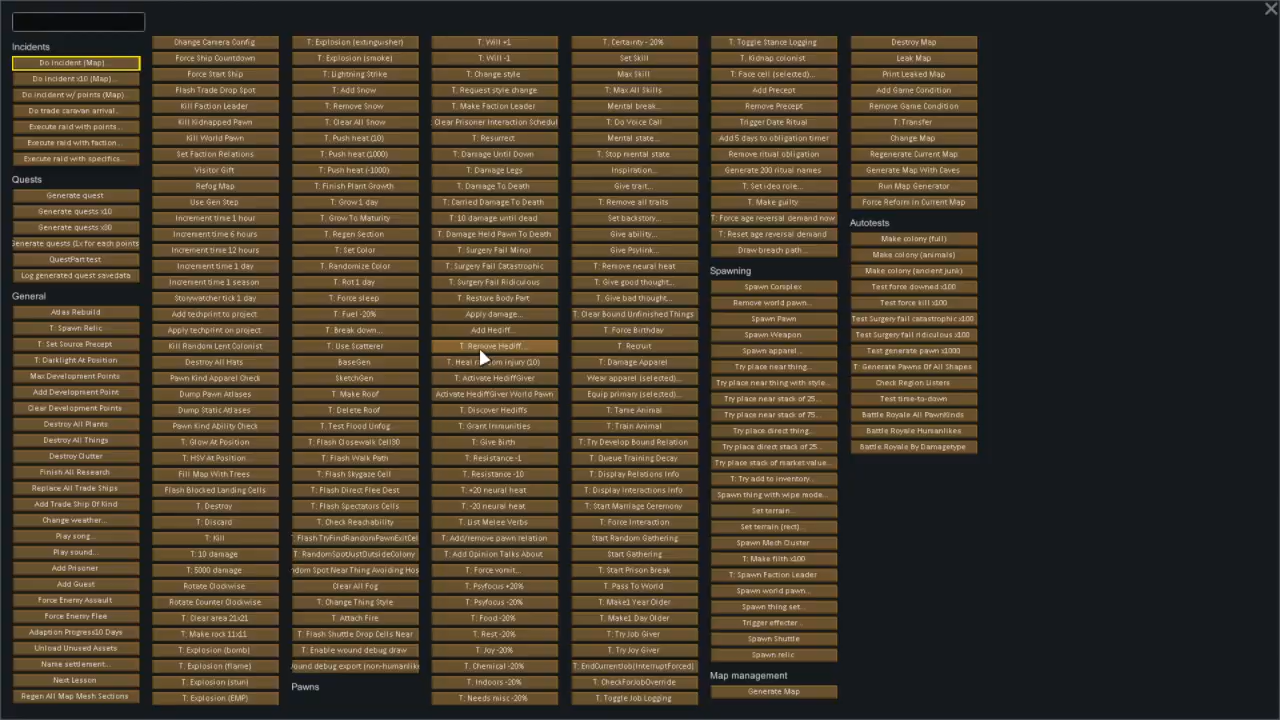 Incidents
Do incident (Map)...
Do incident x10 (Map)...
Do incident w/ points (Map)...
Do trade caravan arrival...
Execute raid with points...
Execute raid with faction...
Execute raid with specifics...
Quests
Generate quest
Generate quests x10
Generate quests x30
Generate quests (1x for each points
QuestPart test
Log generated quest savedata
General
Atlas Rebuild
T: Spawn Relic
T: Set Source Precept
T: Darklight At Position
Max Development Points
Add Development Point
Clear Development Points
Destroy All Plants
Destroy All Things
Destroy Clutter
Finish All Research
Replace All Trade Ships
Add Trade Ship Of Kind
Change weather...
Play song...
Play sound...
Add Prisoner
Add Guest
Force Enemy Assault
Force Enemy Flee
Adaption Progress10 Days
Unload Unused Assets
Name settlement...
Next Lesson
Regen All Map Mesh Sections
Change Camera Config
Force Ship Countdown
Force Start Ship
Flash Trade Drop Spot
Kill Faction Leader
Kill Kidnapped Pawn
Kill World Pawn
Set Faction Relations
Visitor Gift
Refog Map
Use Gen Step
Increment time 1 hour
Increment time 6 hours
Increment time 12 hours
Increment time 1 day
Increment time 1 season
Storywatcher tick 1 day
Add techprint to project
Apply techprint on project
Kill Random Lent Colonist
Destroy All Hats
Pawn Kind Apparel Check
Dump Pawn Atlases
Dump Static Atlases
Pawn Kind Ability Check
T: Glow At Position
T: HSV At Position...
Fill Map With Trees
Flash Blocked Landing Cells
T: Destroy
T: Discard
T: Kill
T: 10 damage
T: 5000 damage
Rotate Clockwise
Rotate Counter Clockwise
T: Clear area 21x21
T: Make rock 11x11
T: Explosion (bomb)
T: Explosion (flame)
T: Explosion (stun)
T: Explosion (EMP)
T: Explosion (extinguisher)
T: Explosion (smoke)
T: Lightning Strike
T: Add Snow
T: Remove Snow
T: Clear All Snow
T: Push heat (10)
T: Push heat (1000)
T: Push heat (-1000)
T: Finish Plant Growth
T: Grow 1 day
T: Grow To Maturity
T: Regen Section
T: Set Color
T: Randomize Color
T: Rot 1 day
T: Force sleep
T: Fuel -20%
T: Break down...
T: Use Scatterer
BaseGen
SketchGen
T: Make Roof
T: Delete Roof
T: Test Flood Unfog
T: Flash Closewalk Cell30
T: Flash Walk Path
T: Flash Skygaze Cell
T: Flash Direct Flee Dest
T: Flash Spectators Cells
T: Check Reachability
T: Flash TryFindRandomPawnExitCel
T: RandomSpotJustOutsideColony
ndom Spot Near Thing Avoiding Hos
Clear All Fog
T: Change Thing Style
T: Attach Fire
T: Flash Shuttle Drop Cells Near
T: Enable wound debug draw
Wound debug export (non-humanlik
Pawns
T: Will +1
T: Will -1
T: Change style
T: Request style change
T: Make Faction Leader
: Clear Prisoner Interaction Schedul
T: Resurrect
T: Damage Until Down
T: Damage Legs
T: Damage To Death
T: Carried Damage To Death
T: 10 damage until dead
T: Damage Held Pawn To Death
T: Surgery Fail Minor
T: Surgery Fail Catastrophic
T: Surgery Fail Ridiculous
T: Restore Body Part
Apply damage...
Add Hediff...
T: Remove Hediff...
T: Heal random injury (10)
T: Activate HediffGiver
Activate HediffGiver World Pawn
T: Discover Hediffs
T: Grant Immunities
T: Give Birth
T: Resistance -1
T: Resistance -10
T: +20 neural heat
T: -20 neural heat
T: List Melee Verbs
T: Add/remove pawn relation
T: Add Opinion Talks About
T: Force vomit...
T: Psyfocus +20%
T: Psyfocus -20%
T: Food -20%
T: Rest -20%
T: Joy -20%
T: Chemical -20%
T: Indoors -20%
T: Needs misc -20%
T: Certainty - 20%
Set Skill
Max Skill
T: Max All Skills
Mental break...
T: Do Voice Call
Mental state...
T: Stop mental state
Inspiration...
Give trait...
T: Remove all traits
Set backstory...
Give ability...
Give Psylink...
T: Remove neural heat
T: Give good thought...
T: Give bad thought...
T: Clear Bound Unfinished Things
T: Force Birthday
T: Recruit
T: Damage Apparel
Wear apparel (selected)...
Equip primary (selected)...
T: Tame Animal
T: Train Animal
T: Try Develop Bound Relation
T: Queue Training Decay
T: Display Relations Info
T: Display Interactions Info
T: Start Marriage Ceremony
T: Force Interaction
Start Random Gathering
Start Gathering
T: Start Prison Break
T: Pass To World
T: Make1 Year Older
T: Make1 Day Older
T: Try Job Giver
T: Try Joy Giver
T: EndCurrentJob(InterruptForced)
T: CheckForJobOverride
T: Toggle Job Logging
T: Toggle Stance Logging
T: Kidnap colonist
T: Face cell (selected)...
Add Precept
Remove Precept
Trigger Date Ritual
Add 5 days to obligation timer
Remove ritual obligation
Generate 200 ritual names
T: Set ideo role...
T: Make guilty
T: Force age reversal demand now
T: Reset age reversal demand
Draw breach path...
Spawning
Spawn Complex
Remove world pawn...
Spawn Pawn
Spawn Weapon
Spawn apparel...
Try place near thing...
Try place near thing with style...
Try place near stack of 25...
Try place near stack of 75...
Try place direct thing...
Try place direct stack of 25...
Try place stack of market value...
T: Try add to inventory...
Spawn thing with wipe mode...
Set terrain...
Set terrain (rect)...
Spawn Mech Cluster
T: Make filth x100
T: Spawn Faction Leader
Spawn world pawn...
Spawn thing set...
Trigger effecter...
Spawn Shuttle
Spawn relic
Map management
Generate Map
Destroy Map
Leak Map
Print Leaked Map
Add Game Condition
Remove Game Condition
T: Transfer
Change Map
Regenerate Current Map
Generate Map With Caves
Run Map Generator
Force Reform in Current Map
Autotests
Make colony (full)
Make colony (animals)
Make colony (ancient junk)
Test force downed x100
Test force kill x100
Test Surgery fail catastrophic x100
Test Surgery fail ridiculous x100
Test generate pawn x1000
T: Generate Pawns Of All Shapes
Check Region Listers
Test time-to-down
Battle Royale All PawnKinds
Battle Royale Humanlikes
Battle Royale By Damagetype